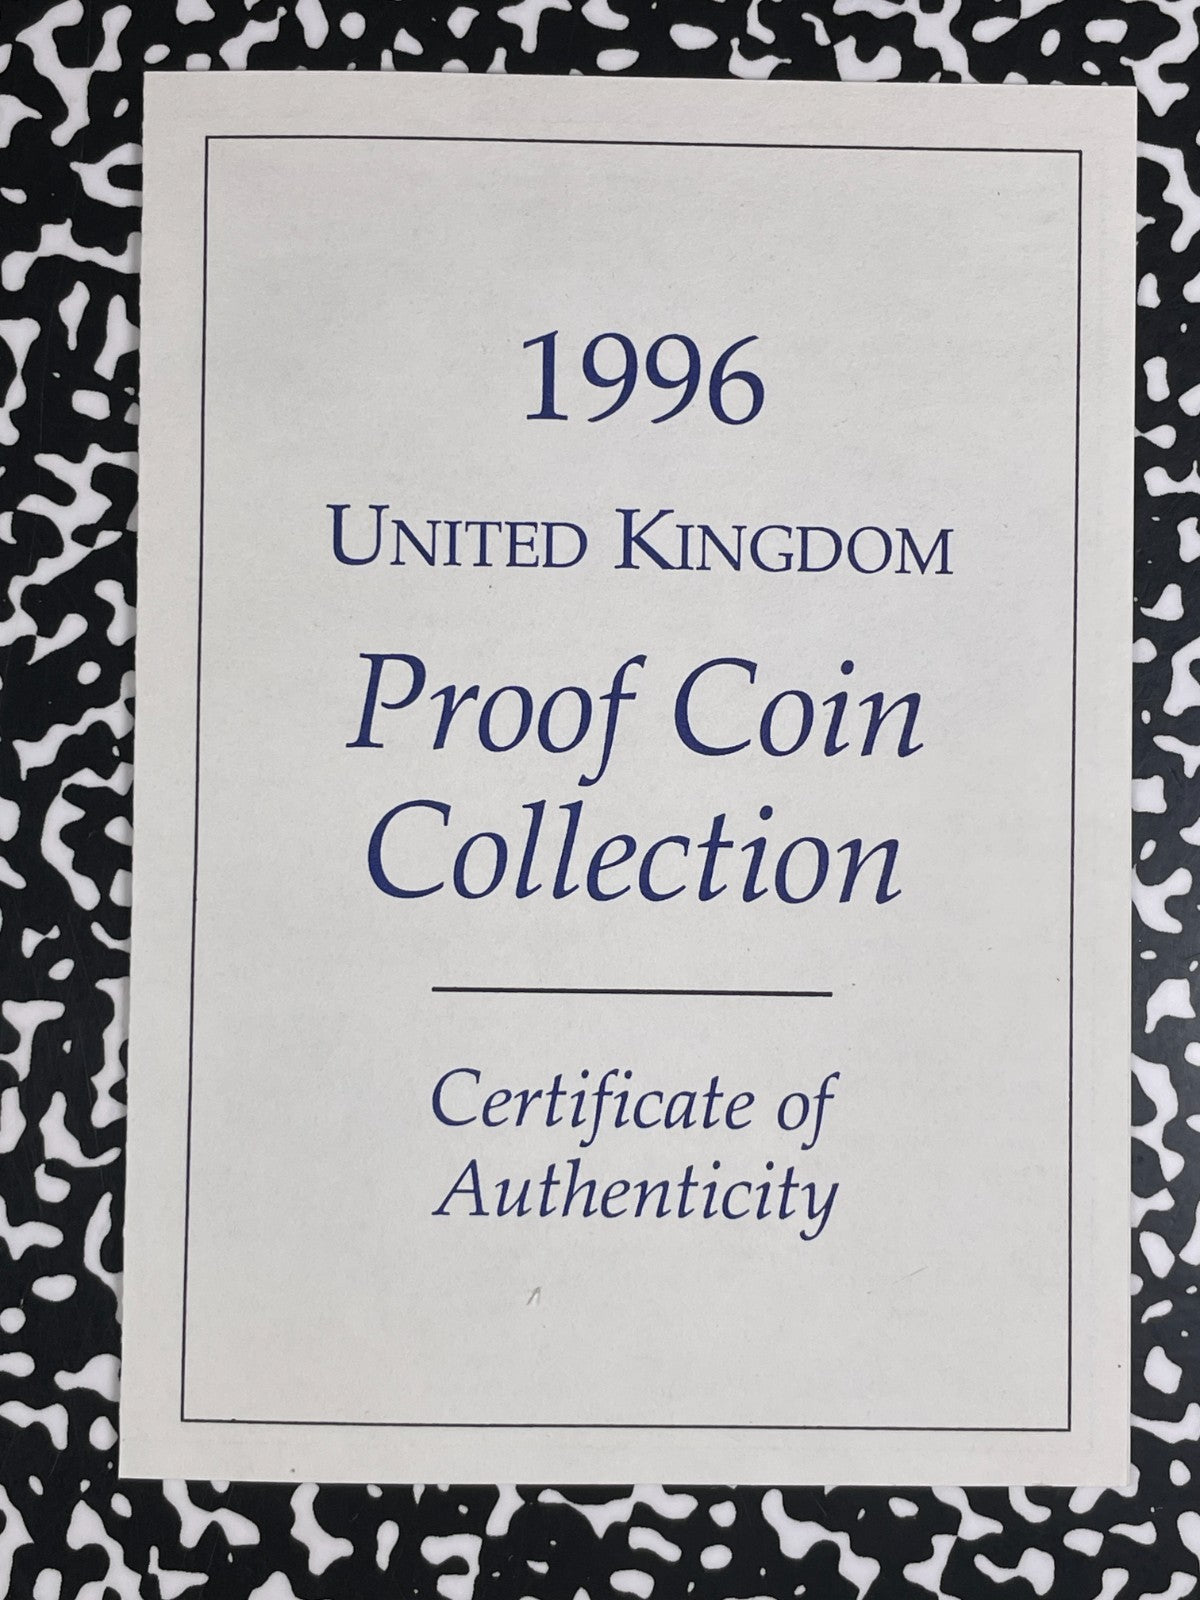 1996
UNITED KINGDOM
Proof Coin
Collection
Certificate of
Authenticity